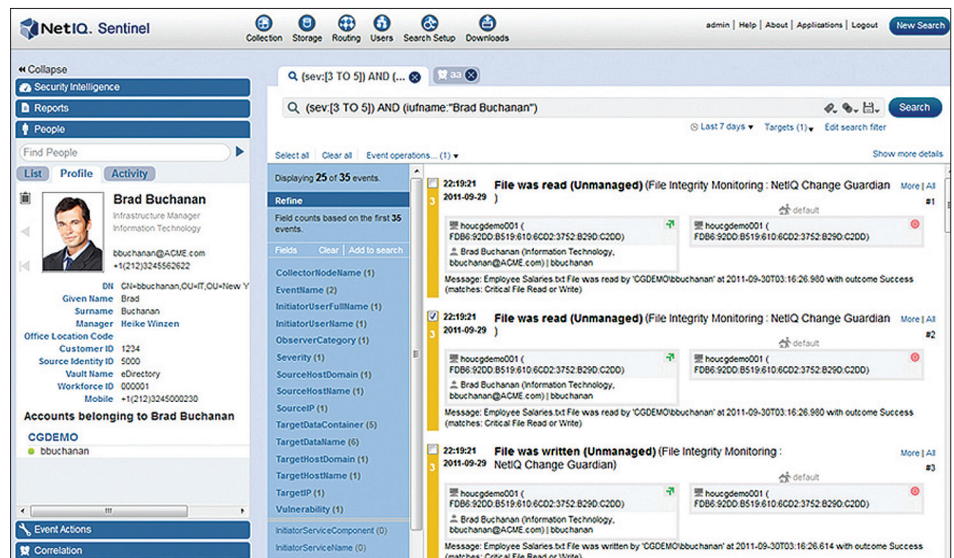 NetIQ. Sentinel
Collection Storage Routing Users Search Setup Downloads
admin | Help | About | Applications | Logout
New Search
Collapse
Security Intelligence
Reports
People
Find People
List Profile Activity
Brad Buchanan
Infrastructure Manager
Information Technology
bbuchanan@ACME.com
+1(212)3245562622
DN CN=bbuchanan,OU=IT,OU=New Y
Given Name Brad
Surname Buchanan
Manager Heike Winzen
Office Location Code
Customer ID 1234
Source Identity ID 5000
Vault Name eDirectory
Workforce ID 000001
Mobile +1(212)3245000230
Accounts belonging to Brad Buchanan
CGDEMO
bbuchanan
Event Actions
Correlation
(sev:[3 TO 5]) AND (...
aa
(sev:[3 TO 5]) AND (iufname:"Brad Buchanan")
Search
Last 7 days Targets (1) Edit search filter
Select all Clear all Event operations... (1)
Show more details
Displaying 25 of 35 events.
Refine
Field counts based on the first 35
events.
Fields Clear | Add to search
CollectorNodeName (1)
EventName (2)
InitiatorUserFullName (1)
InitiatorUserName (1)
ObserverCategory (1)
Severity (1)
SourceHostDomain (1)
SourceHostName (1)
SourceIP (1)
TargetDataContainer (5)
TargetDataName (6)
TargetHostDomain (1)
TargetHostName (1)
TargetIP (1)
Vulnerability (1)
InitiatorServiceComponent (0)
InitiatorServiceName (0)
22:19:21 File was read (Unmanaged) (File Integrity Monitoring : NetIQ Change Guardian More | All
3 2011-09-29 ) #1
default
houcgdemo001 (
FDB6:92DD:B519:610:6CD2:3752:B29D:C2DD)
Brad Buchanan (Information Technology,
bbuchanan@ACME.com) | bbuchanan
houcgdemo001 (
FDB6:92DD:B519:610:6CD2:3752:B29D:C2DD)
Message: Employee Salaries.txt File was read by 'CGDEMO\bbuchanan' at 2011-09-30T03:16:26.980 with outcome Success
(matches: Critical File Read or Write)
22:19:21 File was read (Unmanaged) (File Integrity Monitoring : NetIQ Change Guardian More | All
3 2011-09-29 ) #2
default
houcgdemo001 (
FDB6:92DD:B519:610:6CD2:3752:B29D:C2DD)
Brad Buchanan (Information Technology,
bbuchanan@ACME.com) | bbuchanan
houcgdemo001 (
FDB6:92DD:B519:610:6CD2:3752:B29D:C2DD)
Message: Employee Salaries.txt File was read by 'CGDEMO\bbuchanan' at 2011-09-30T03:16:26.980 with outcome Success
(matches: Critical File Read or Write)
22:19:21 File was written (Unmanaged) (File Integrity Monitoring : More | All
3 2011-09-29 NetIQ Change Guardian) #3
default
houcgdemo001 (
FDB6:92DD:B519:610:6CD2:3752:B29D:C2DD)
Brad Buchanan (Information Technology,
bbuchanan@ACME.com) | bbuchanan
houcgdemo001 (
FDB6:92DD:B519:610:6CD2:3752:B29D:C2DD)
Message: Employee Salaries.txt File was written by 'CGDEMO\bbuchanan' at 2011-09-30T03:16:26.614 with outcome Success
(matches: Critical File Read or Write)